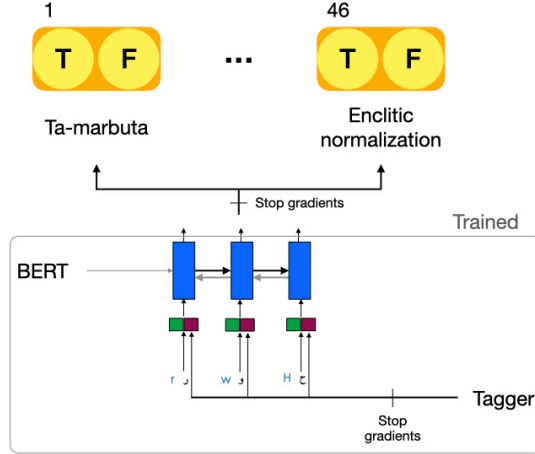 1 46
T F ... T F
Ta-marbuta
Enclitic
normalization
Stop gradients
Trained
BERT
r ر w و H ح
Tagger
Stop
gradients